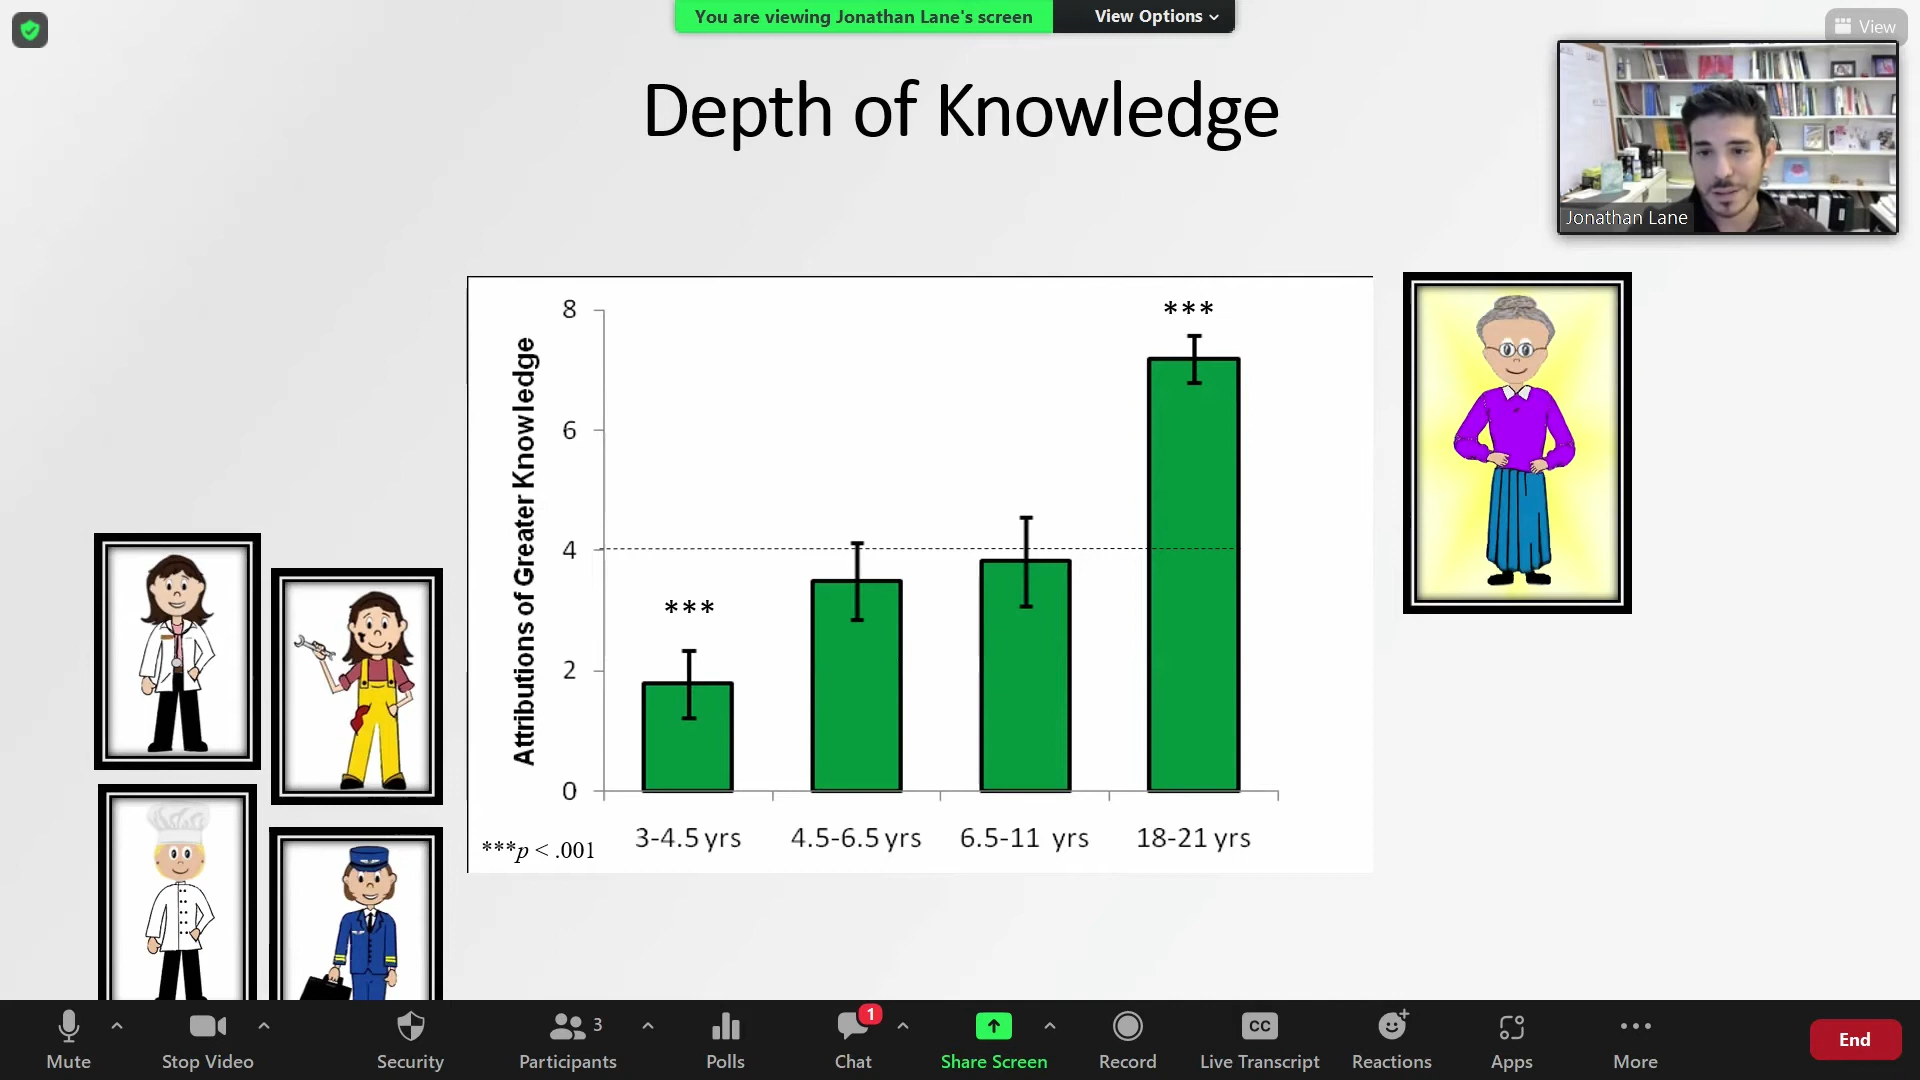 You are viewing Jonathan Lane's screen
View Options
View
Depth of Knowledge
Jonathan Lane
Attributions of Greater Knowledge
8
6
4
2
0
***
***
3-4.5 yrs
4.5-6.5 yrs
6.5-11 yrs
18-21 yrs
***p < .001
Mute
Stop Video
Security
3
Participants
Polls
1
Chat
Share Screen
Record
CC
Live Transcript
Reactions
Apps
More
End